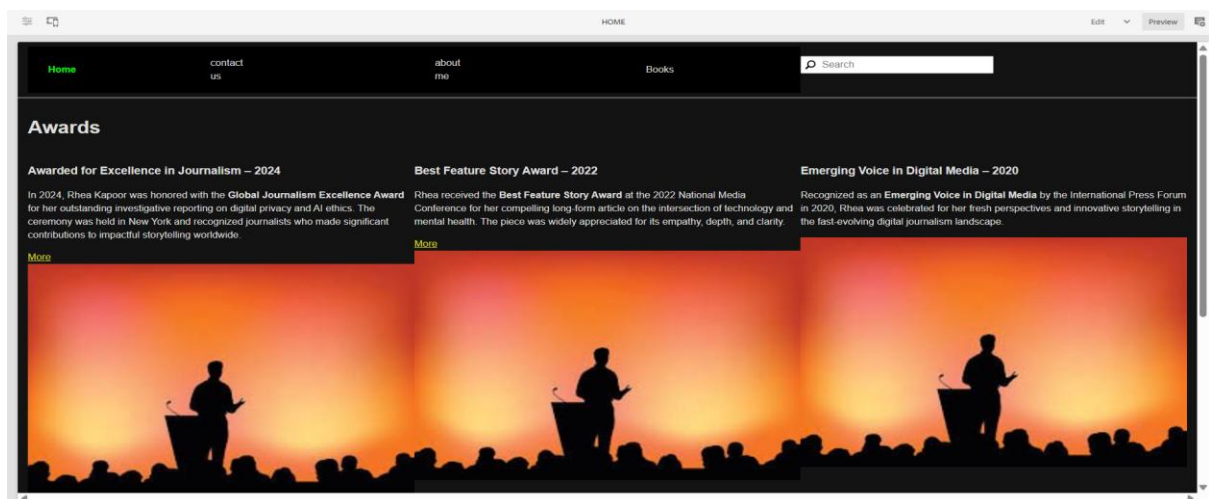 HOME
Edit
Preview
Home
contact
us
about
me
Books
Search
Awards
Awarded for Excellence in Journalism – 2024
In 2024, Rhea Kapoor was honored with the Global Journalism Excellence Award
for her outstanding investigative reporting on digital privacy and AI ethics. The
ceremony was held in New York and recognized journalists who made significant
contributions to impactful storytelling worldwide.
More
Best Feature Story Award – 2022
Rhea received the Best Feature Story Award at the 2022 National Media
Conference for her compelling long-form article on the intersection of technology and
mental health. The piece was widely appreciated for its empathy, depth, and clarity.
More
Emerging Voice in Digital Media – 2020
Recognized as an Emerging Voice in Digital Media by the International Press Forum
in 2020, Rhea was celebrated for her fresh perspectives and innovative storytelling in
the fast-evolving digital journalism landscape.